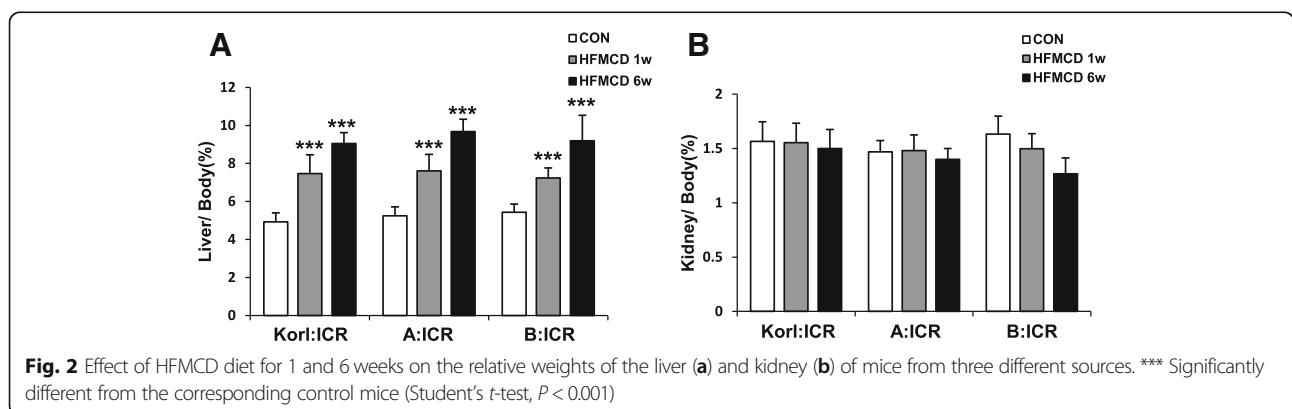 A
CON
HFMCD 1w
HFMCD 6w
Liver/ Body(%)
12
10
8
6
4
2
0
*** ***
*** ***
*** ***
Korl:ICR A:ICR B:ICR
B
CON
HFMCD 1w
HFMCD 6w
Kidney/ Body(%)
2
1.5
1
0.5
0
Korl:ICR A:ICR B:ICR
Fig. 2 Effect of HFMCD diet for 1 and 6 weeks on the relative weights of the liver (a) and kidney (b) of mice from three different sources. *** Significantly
different from the corresponding control mice (Student's t-test, P < 0.001)